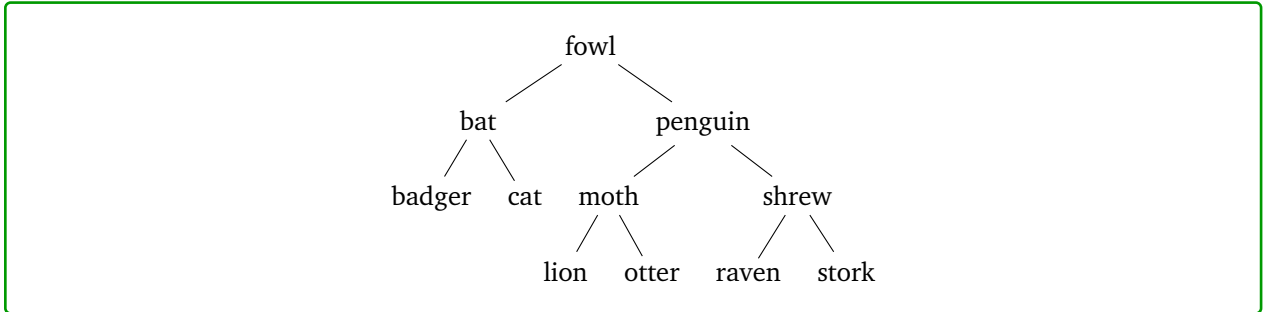 fowl
bat penguin
badger cat moth shrew
lion otter raven stork